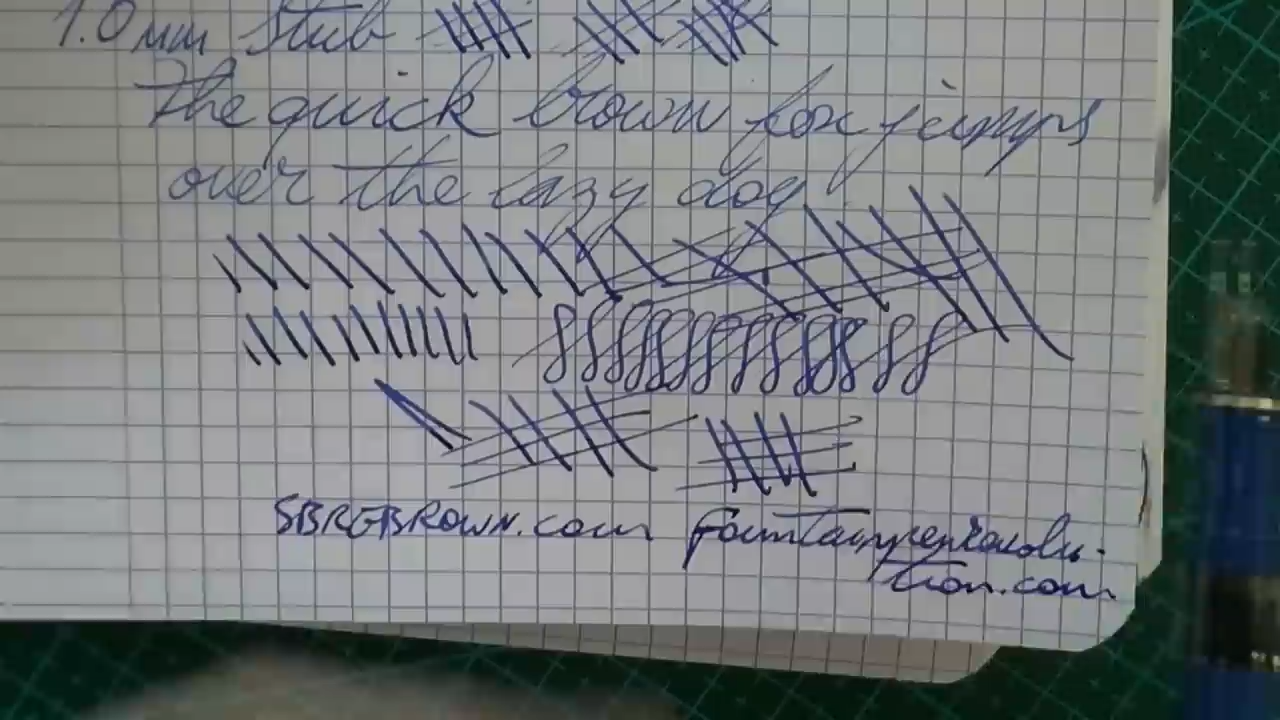 1.0 mm Stub
The quick brown fox jumps
over the lazy dog
SBREBROWN.com fountainpenrevolu-
tion.com